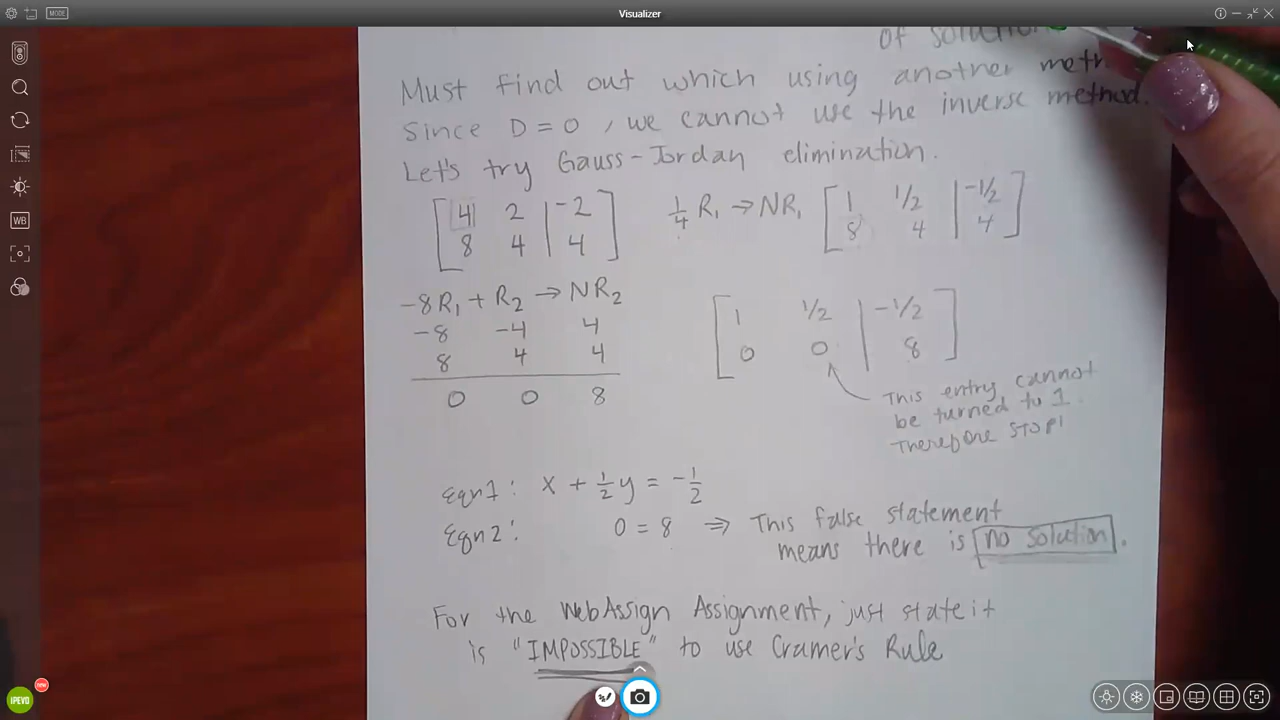 Visualizer
MODE
WB
of solution
Must find out which using another meth
Since D = 0, we cannot use the inverse method.
Let's try Gauss-Jordan elimination.
[4 2 | -2] 1/4 R₁ → NR₁ [1 1/2 | -1/2]
[8 4 | 4] [8 4 | 4]
-8R₁ + R₂ → NR₂
-8 -4 4
8 4 4
0 0 8
[1 1/2 | -1/2]
[0 0 | 8]
This entry cannot
be turned to 1.
Therefore STOP!
Eqn1: x + 1/2 y = -1/2
Eqn2: 0 = 8 ⇒ This false statement
means there is no solution.
For the WebAssign Assignment, just state it
is "IMPOSSIBLE" to use Cramer's Rule
IPEVO